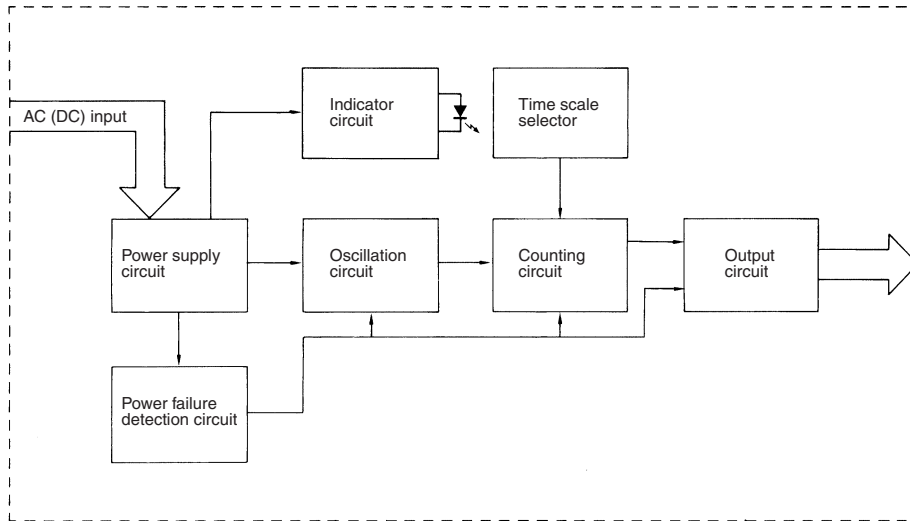 AC (DC) input
Indicator
circuit
Time scale
selector
Power supply
circuit
Oscillation
circuit
Counting
circuit
Output
circuit
Power failure
detection circuit